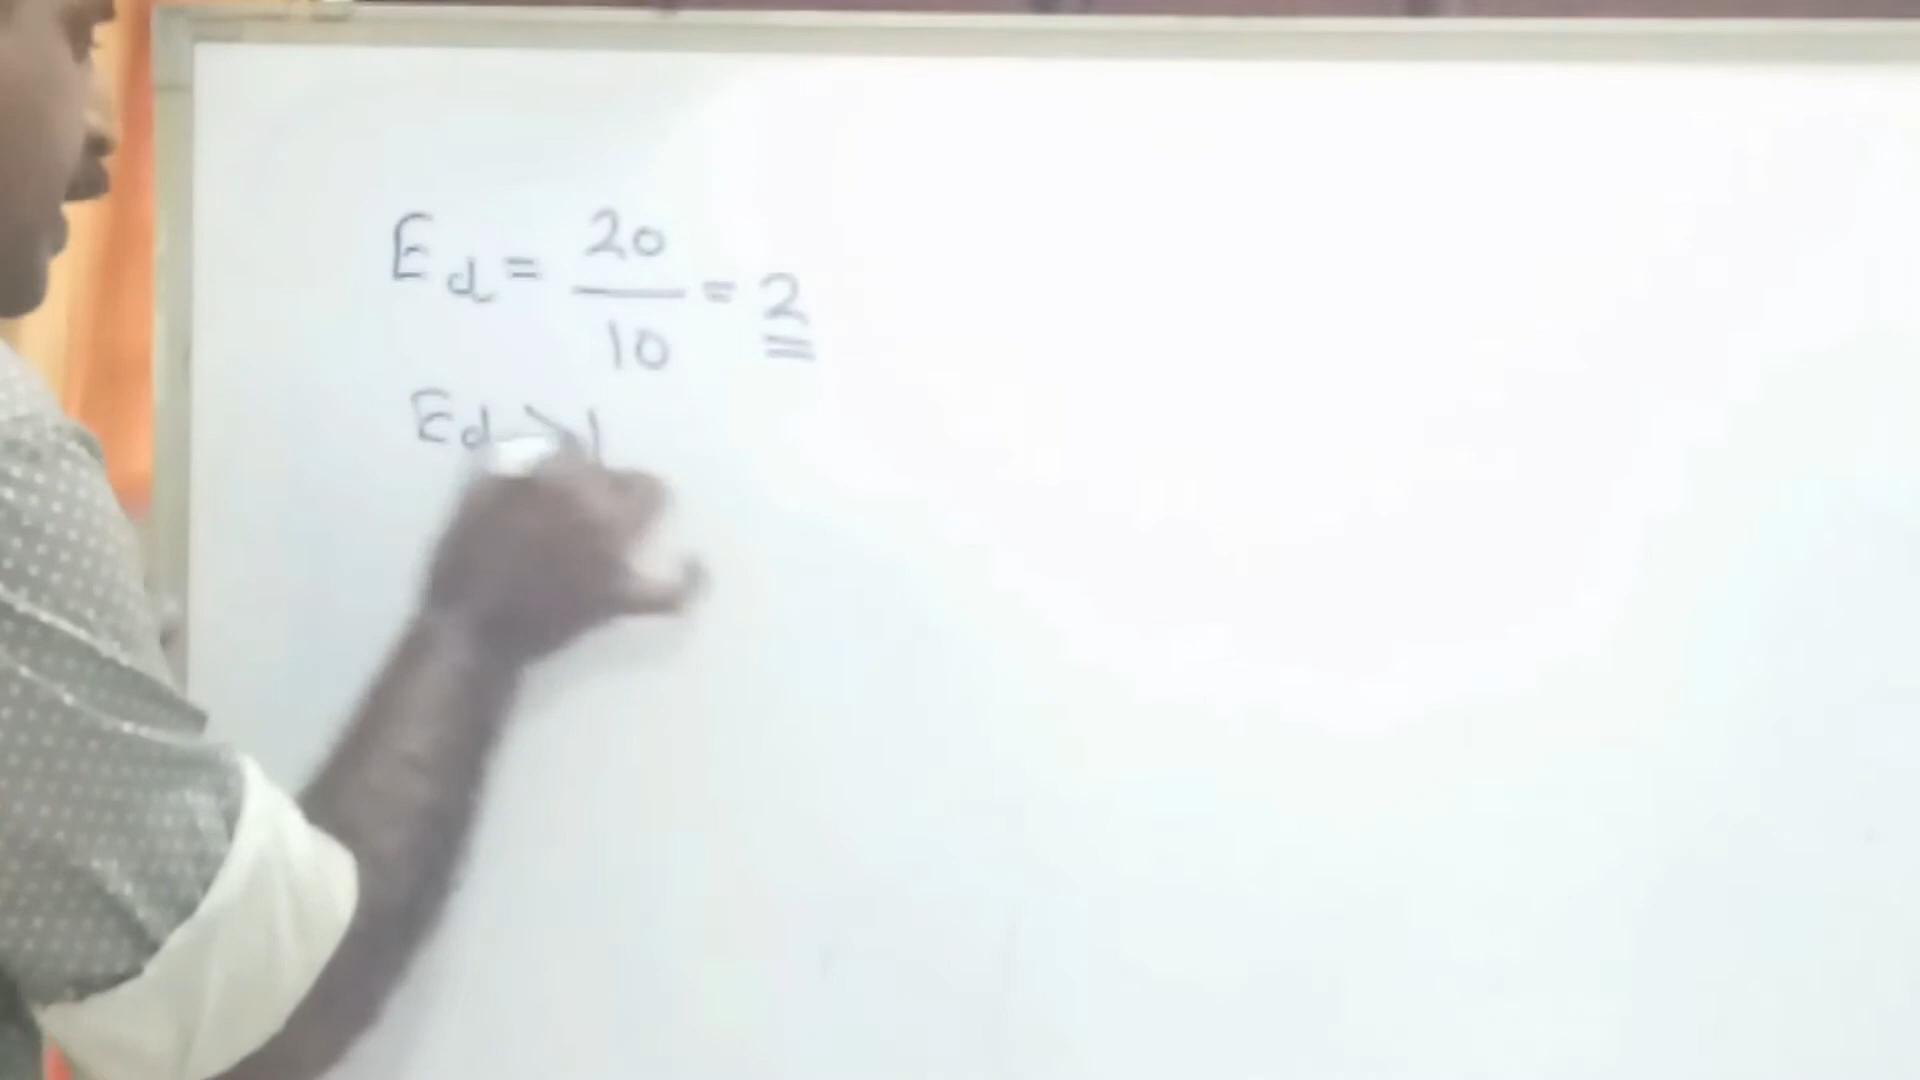 Ed = 20/10 = 2
Ed > 1